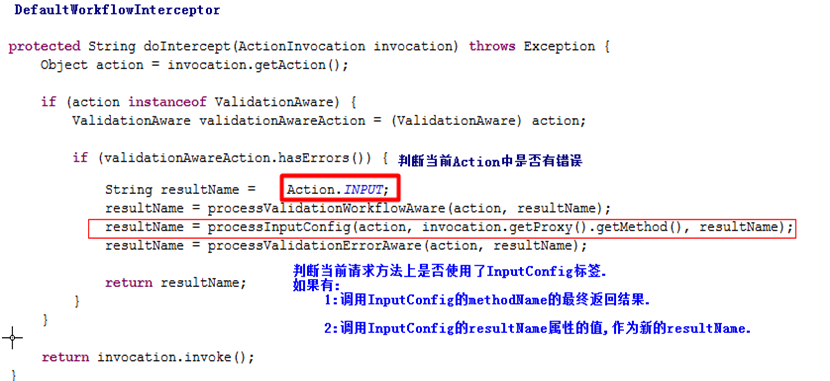 DefaultWorkflowInterceptor
protected String doIntercept(ActionInvocation invocation) throws Exception {
Object action = invocation.getAction();
if (action instanceof ValidationAware) {
ValidationAware validationAwareAction = (ValidationAware) action;
if (validationAwareAction.hasErrors()) { 判断当前Action中是否有错误
String resultName = Action.INPUT;
resultName = processValidationWorkflowAware(action, resultName);
resultName = processInputConfig(action, invocation.getProxy().getMethod(), resultName);
resultName = processValidationErrorAware(action, resultName);
判断当前请求方法上是否使用了InputConfig标签.
return resultName;
如果有:
}
1:调用InputConfig的methodName的最终返回结果.
}
2:调用InputConfig的resultName属性的值,作为新的resultName.
return invocation.invoke();
}